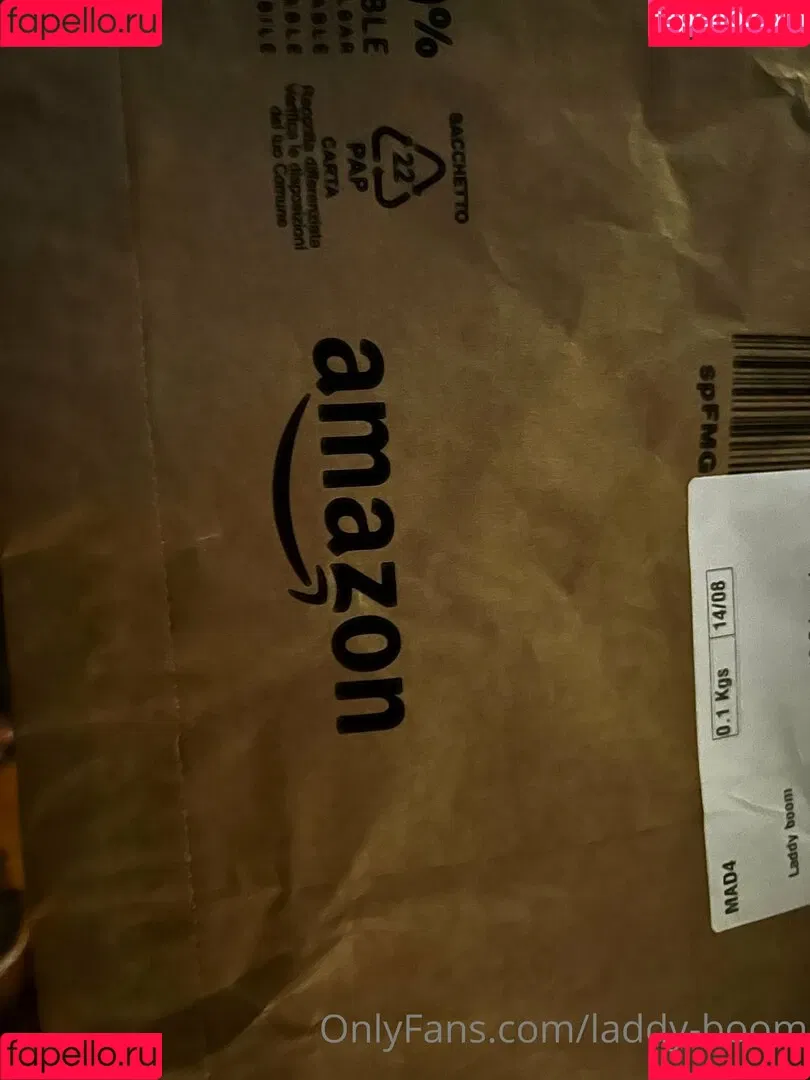 fapello.ru
fapello.ru
%
BLE
ABLE
SACCHETTO
22
PAP
CARTA
Raccolta differenziata
Verifica le disposizioni
del tuo Comune
amazon
spFMG
0.1 Kgs
14/08
MAD4
Laddy boom
OnlyFans.com/laddy-boom
fapello.ru
fapello.ru